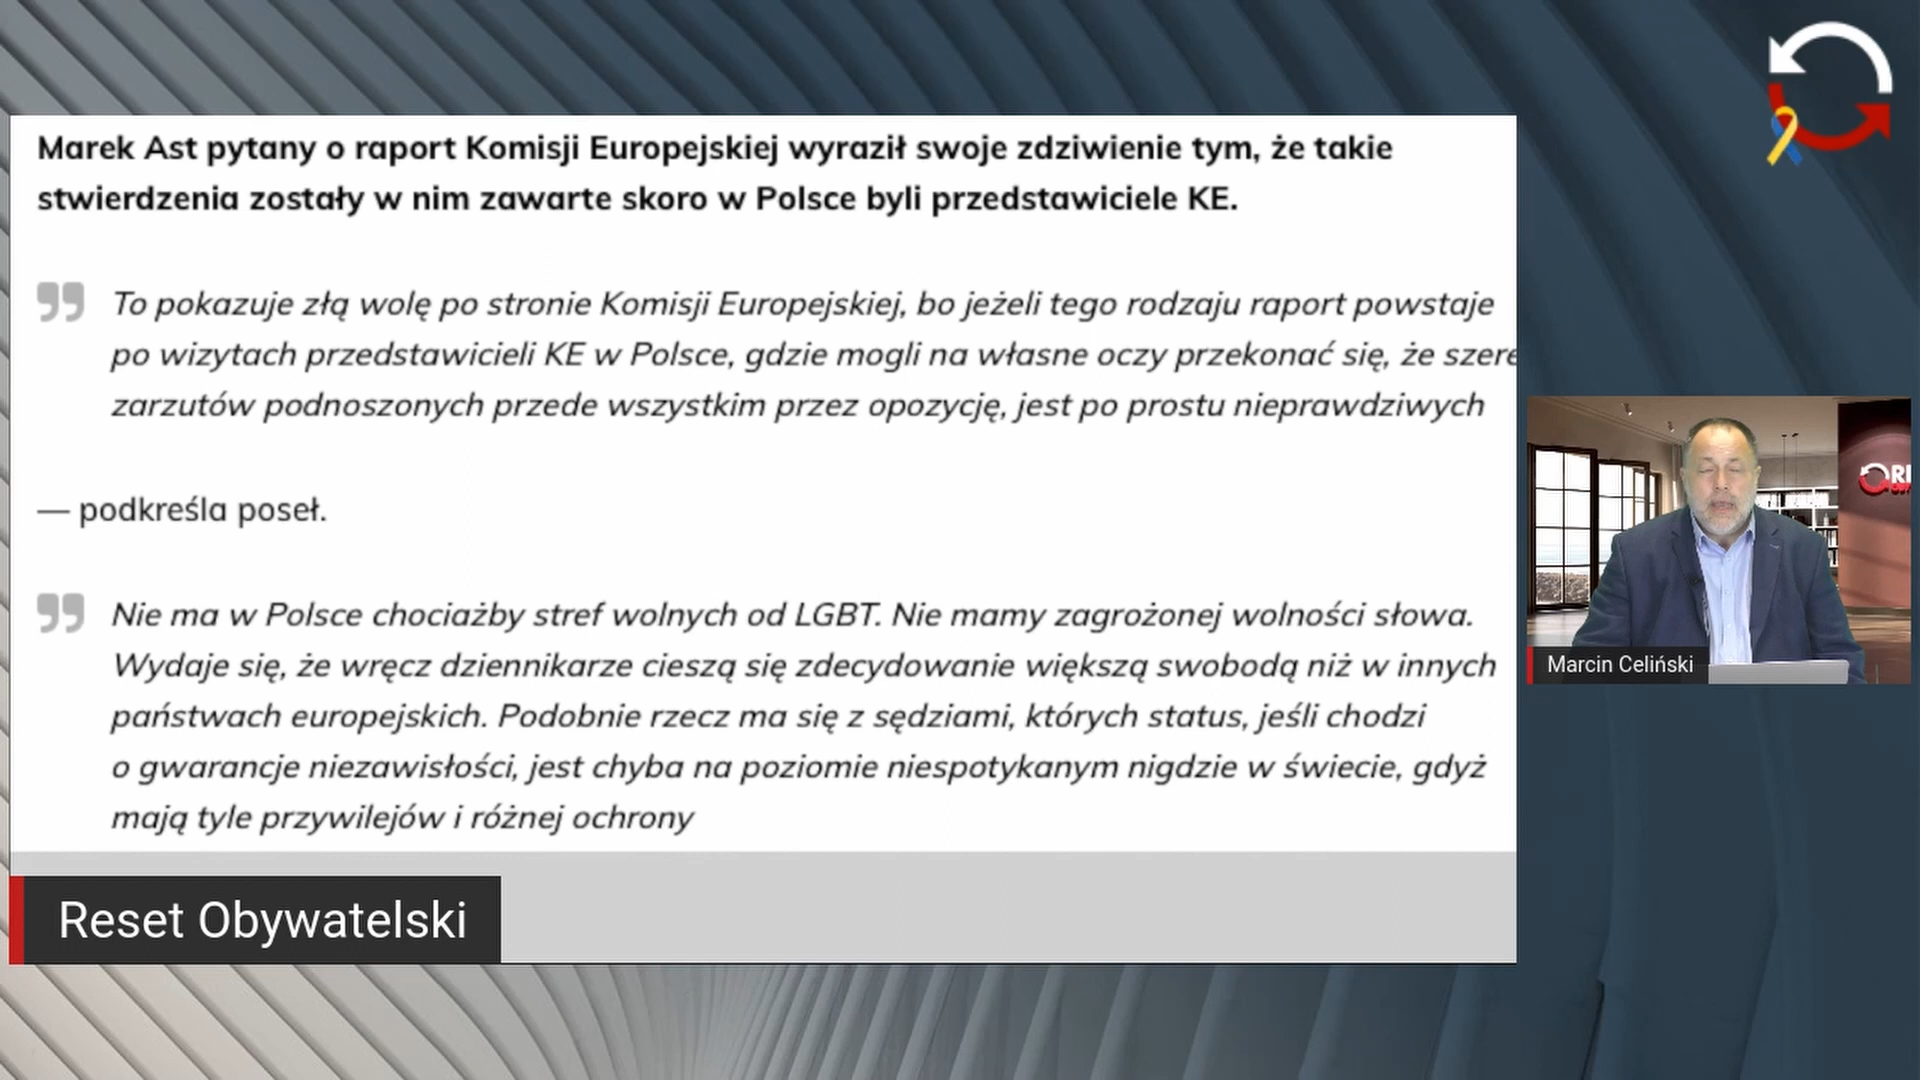 Marek Ast pytany o raport Komisji Europejskiej wyraził swoje zdziwienie tym, że takie
stwierdzenia zostały w nim zawarte skoro w Polsce byli przedstawiciele KE.
To pokazuje złą wolę po stronie Komisji Europejskiej, bo jeżeli tego rodzaju raport powstaje
po wizytach przedstawicieli KE w Polsce, gdzie mogli na własne oczy przekonać się, że szere
zarzutów podnoszonych przede wszystkim przez opozycję, jest po prostu nieprawdziwych
— podkreśla poseł.
Nie ma w Polsce chociażby stref wolnych od LGBT. Nie mamy zagrożonej wolności słowa.
Wydaje się, że wręcz dziennikarze cieszą się zdecydowanie większą swobodą niż w innych
państwach europejskich. Podobnie rzecz ma się z sędziami, których status, jeśli chodzi
o gwarancje niezawisłości, jest chyba na poziomie niespotykanym nigdzie w świecie, gdyż
mają tyle przywilejów i różnej ochrony
Marcin Celiński
Reset Obywatelski